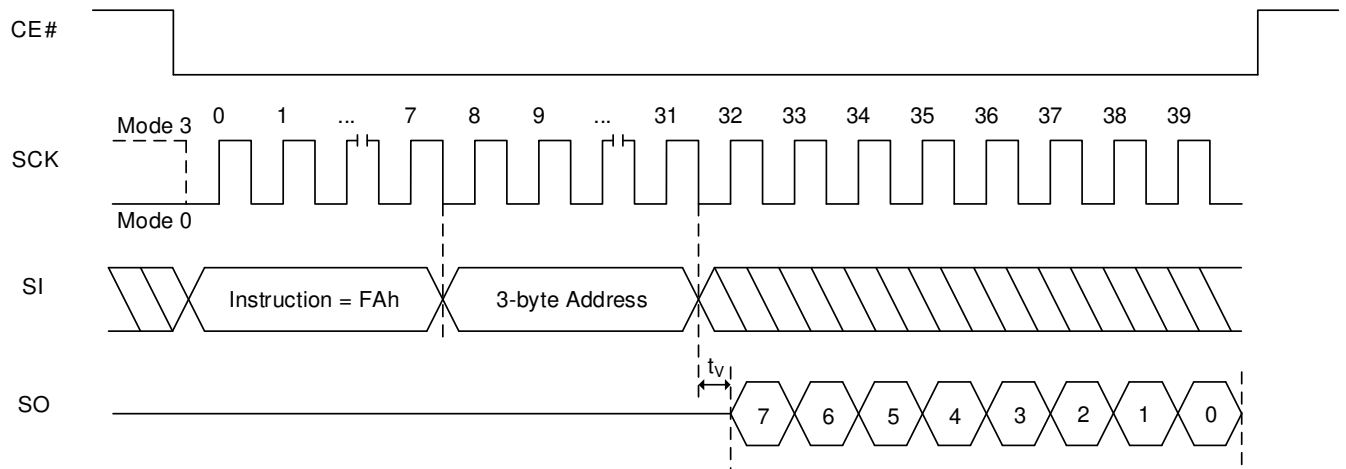 CE#
0 1 ... 7 8 9 ... 31 32 33 34 35 36 37 38 39
Mode 3
SCK
Mode 0
SI
Instruction = FAh
3-byte Address
tV
SO
7 6 5 4 3 2 1 0